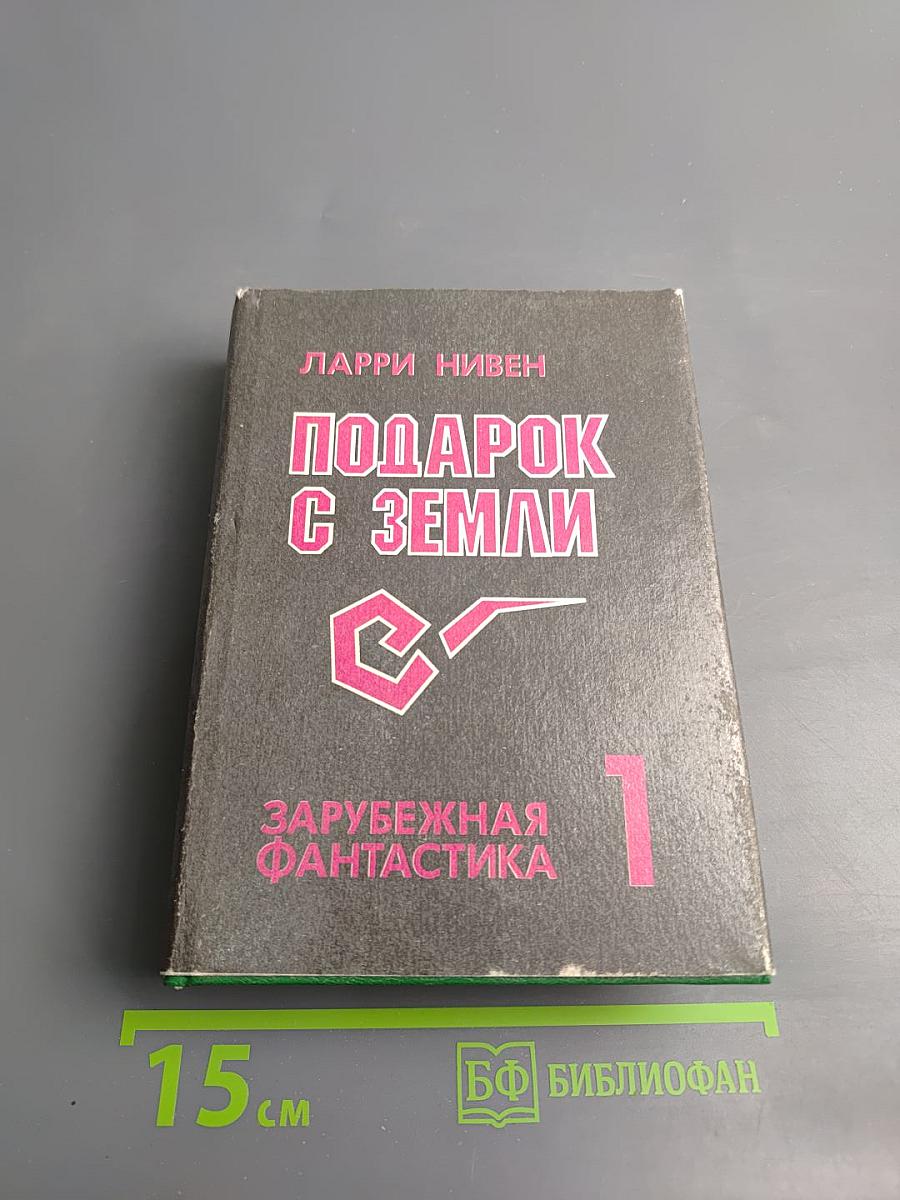 ЛАРРИ НИВЕН
ПОДАРОК
С ЗЕМЛИ
ЗАРУБЕЖНАЯ
ФАНТАСТИКА
1
15 см
БФ БИБЛИОФАН